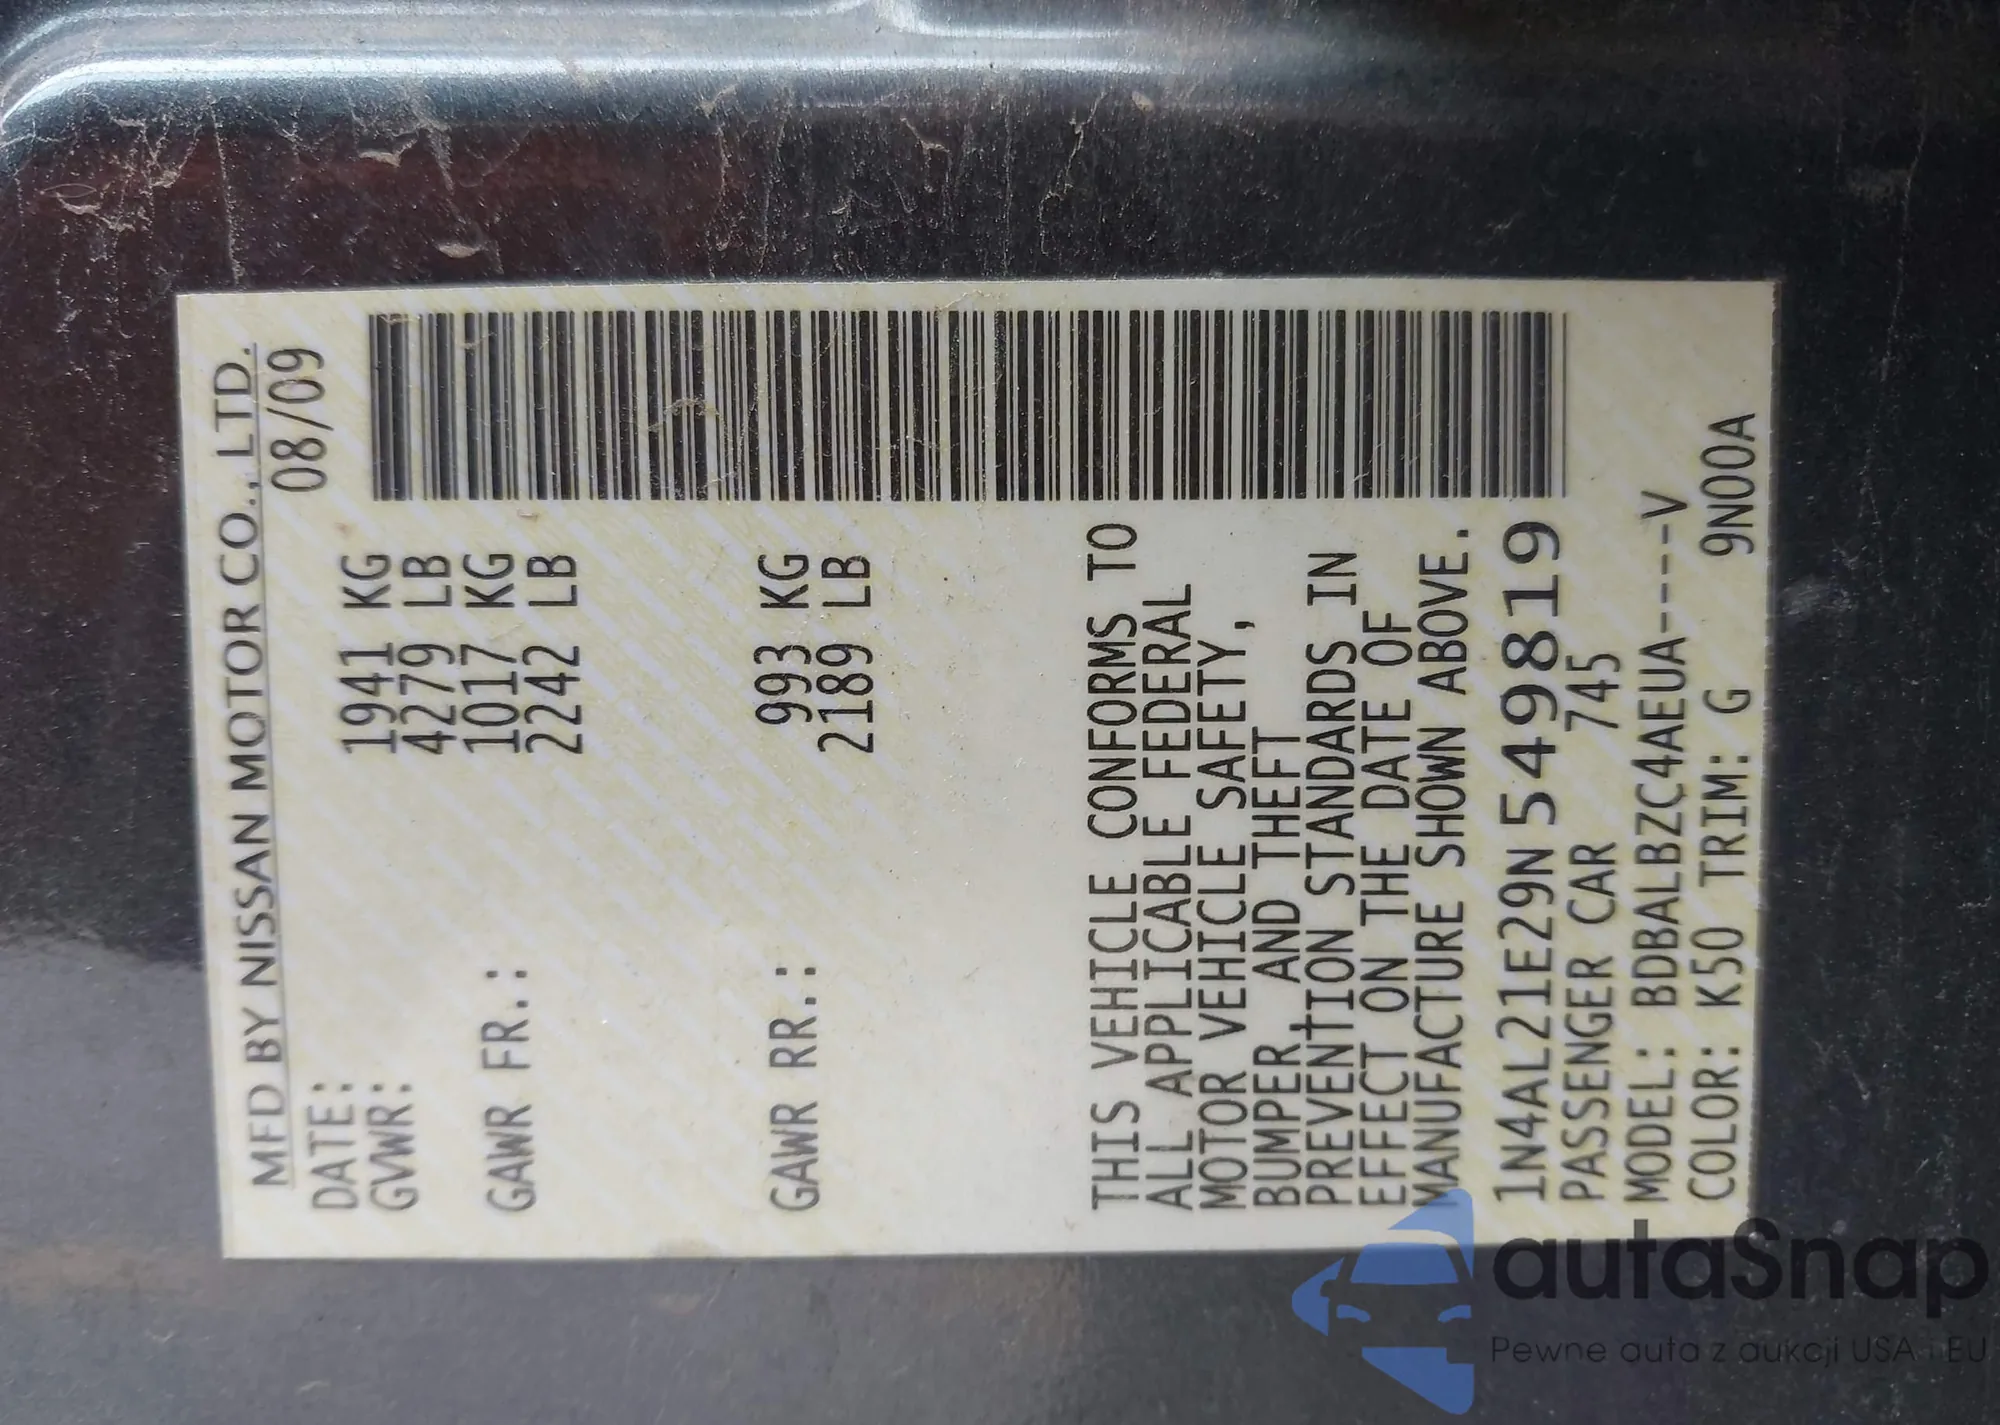 MFD BY NISSAN MOTOR CO., LTD.
DATE: 08/09
GVWR: 1941 KG
4279 LB
GAWR FR.: 1017 KG
2242 LB
GAWR RR.: 993 KG
2189 LB
THIS VEHICLE CONFORMS TO
ALL APPLICABLE FEDERAL
MOTOR VEHICLE SAFETY,
BUMPER, AND THEFT
PREVENTION STANDARDS IN
EFFECT ON THE DATE OF
MANUFACTURE SHOWN ABOVE.
1N4AL21E29N549819
PASSENGER CAR 745
MODEL: BDBALBZC4AEUA----V
COLOR: K50 TRIM: G 9N00A
autaSnap
Pewne auta z aukcji USA i EU